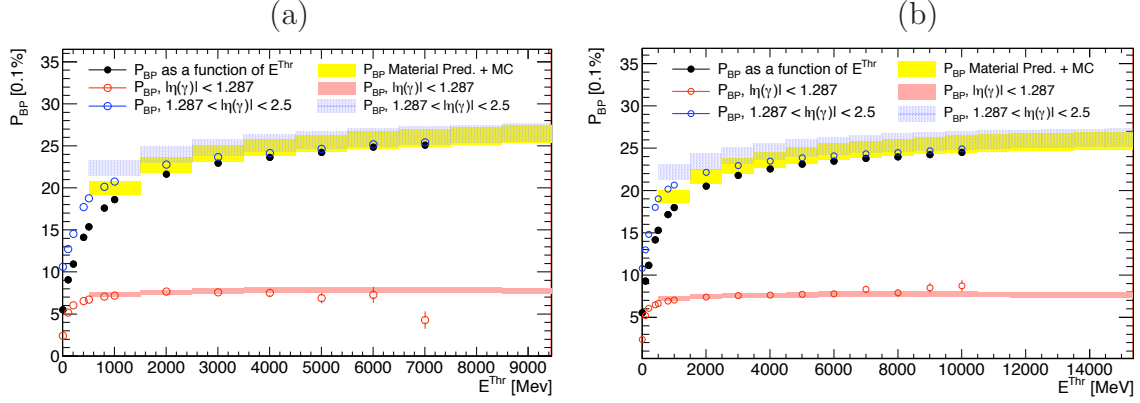 (a)
P_BP [0.1%]
P_BP as a function of E^Thr
P_BP, |η(γ)| < 1.287
P_BP, 1.287 < |η(γ)| < 2.5
P_BP Material Pred. + MC
P_BP, |η(γ)| < 1.287
P_BP, 1.287 < |η(γ)| < 2.5
35
30
25
20
15
10
5
0
0 1000 2000 3000 4000 5000 6000 7000 8000 9000
E^Thr [Mev]
(b)
P_BP [0.1%]
P_BP as a function of E^Thr
P_BP, |η(γ)| < 1.287
P_BP, 1.287 < |η(γ)| < 2.5
P_BP Material Pred. + MC
P_BP, |η(γ)| < 1.287
P_BP, 1.287 < |η(γ)| < 2.5
35
30
25
20
15
10
5
0 2000 4000 6000 8000 10000 12000 14000
E^Thr [MeV]